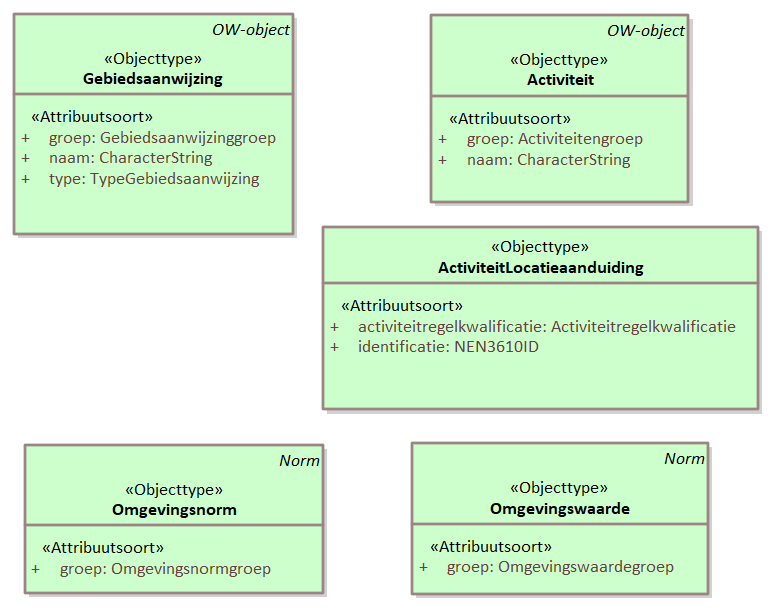 OW-object
«Objecttype»
Gebiedsaanwijzing
«Attribuutsoort»
+ groep: Gebiedsaanwijzinggroep
+ naam: CharacterString
+ type: TypeGebiedsaanwijzing
OW-object
«Objecttype»
Activiteit
«Attribuutsoort»
+ groep: Activiteitengroep
+ naam: CharacterString
«Objecttype»
ActiviteitLocatieaanduiding
«Attribuutsoort»
+ activiteitregelkwalificatie: Activiteitregelkwalificatie
+ identificatie: NEN3610ID
Norm
«Objecttype»
Omgevingsnorm
«Attribuutsoort»
+ groep: Omgevingsnormgroep
Norm
«Objecttype»
Omgevingswaarde
«Attribuutsoort»
+ groep: Omgevingswaardegroep